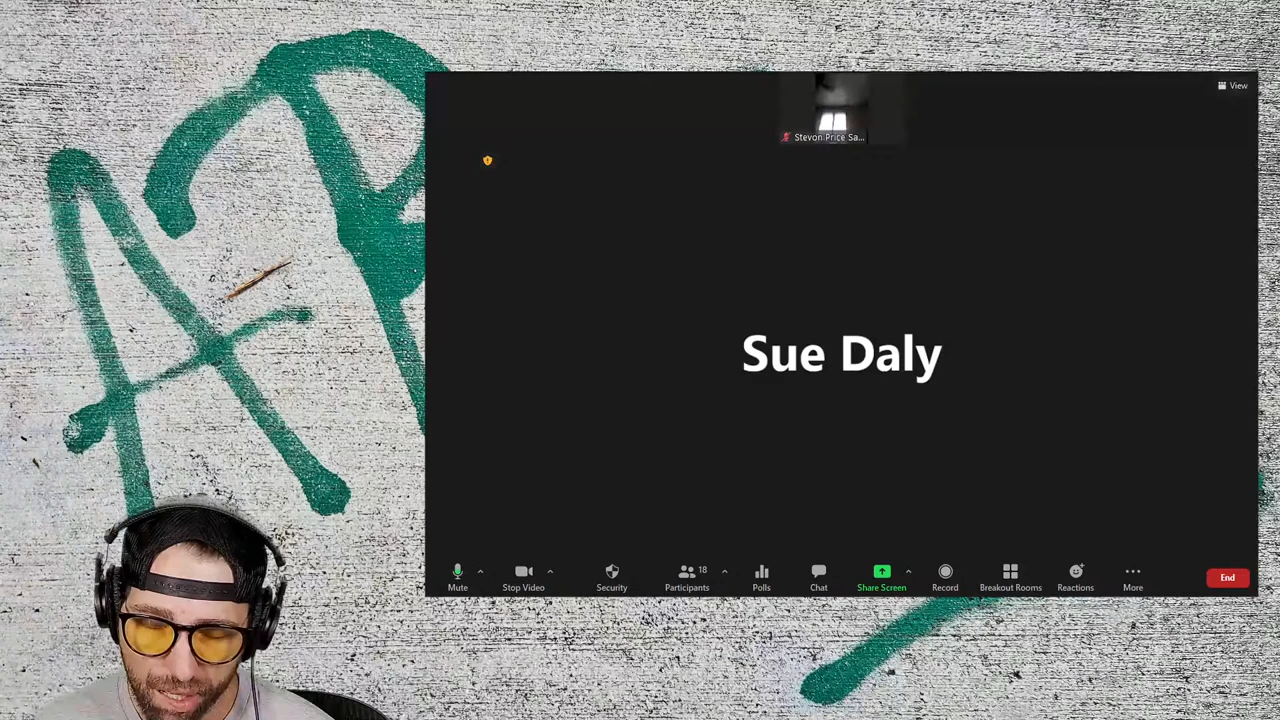 View
Stevon Price Sa...
Sue Daly
18
Mute
Stop Video
Security
Participants
Polls
Chat
Share Screen
Record
Breakout Rooms
Reactions
More
End